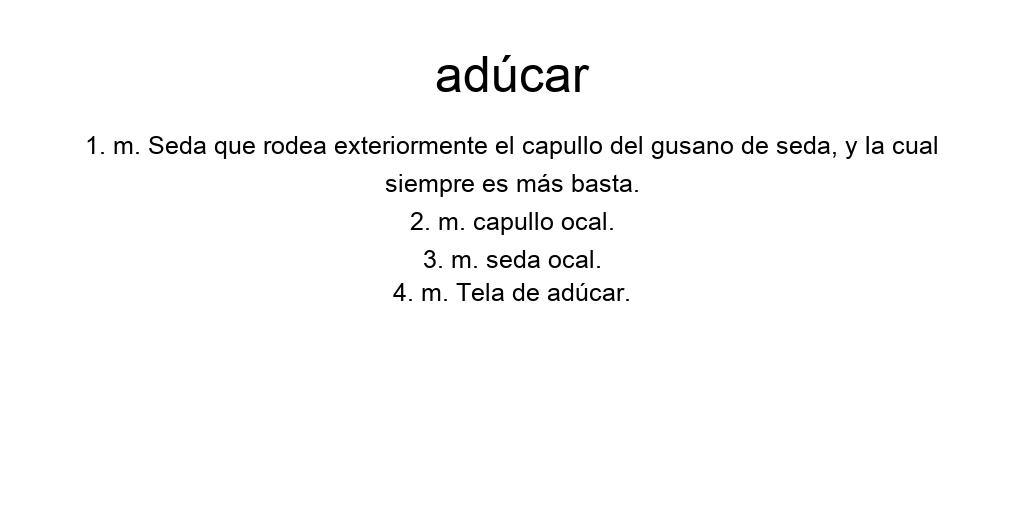 adúcar
1. m. Seda que rodea exteriormente el capullo del gusano de seda, y la cual
siempre es más basta.
2. m. capullo ocal.
3. m. seda ocal.
4. m. Tela de adúcar.